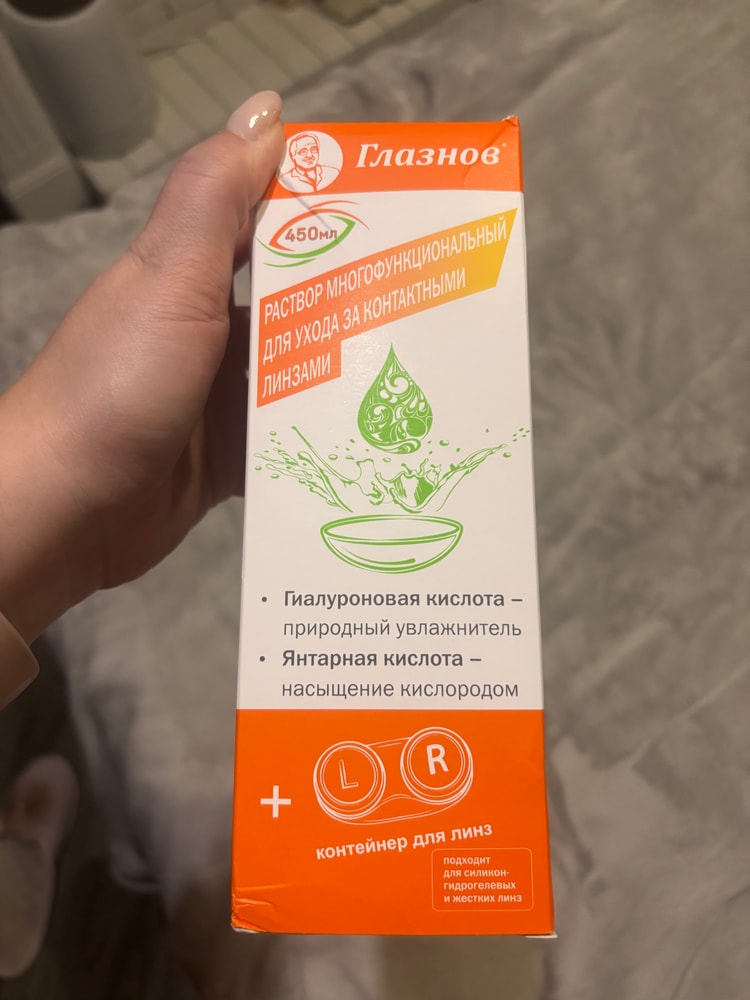 Глазнов®
450мл
РАСТВОР МНОГОФУНКЦИОНАЛЬНЫЙ
ДЛЯ УХОДА ЗА КОНТАКТНЫМИ
ЛИНЗАМИ
• Гиалуроновая кислота –
природный увлажнитель
• Янтарная кислота –
насыщение кислородом
+
L R
контейнер для линз
подходит
для силикон-
гидрогелевых
и жестких линз